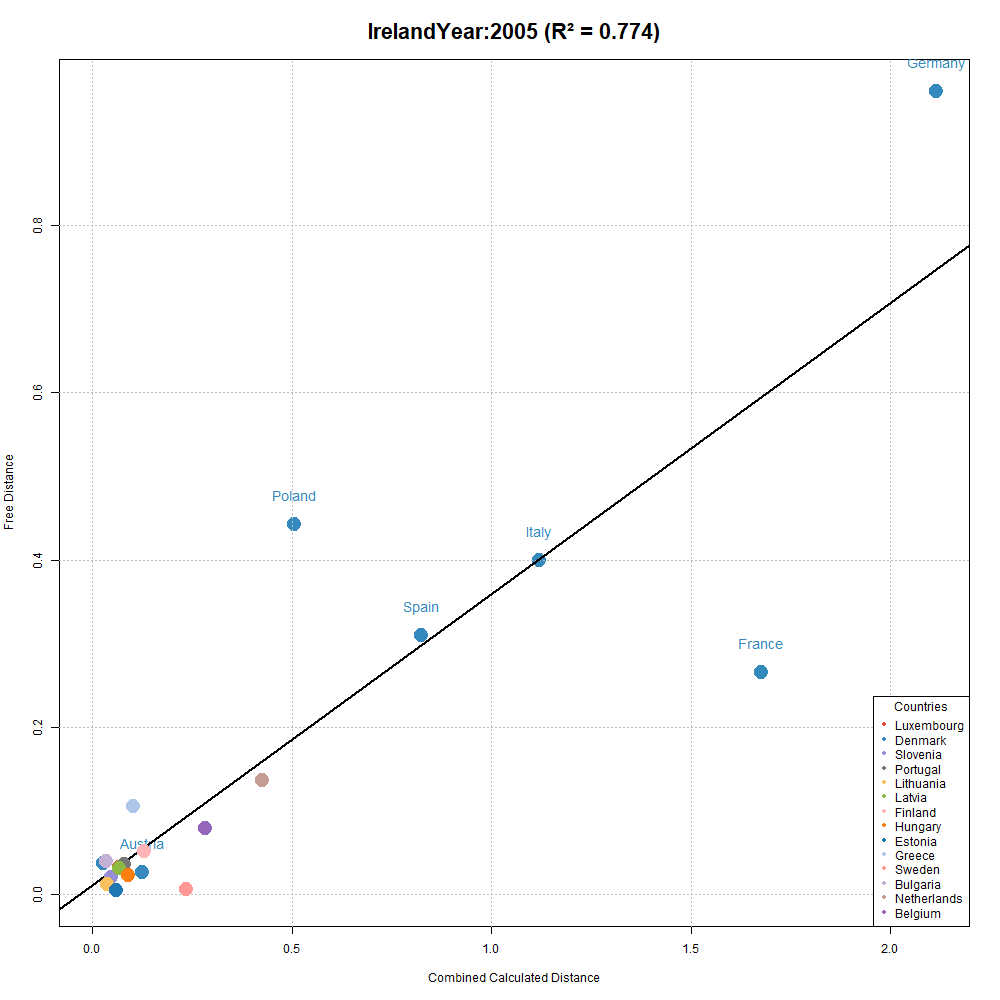 IrelandYear:2005 (R² = 0.774)
Germany
Poland
Italy
Spain
France
Austria
0.8
0.6
0.4
0.2
0.0
Free Distance
0.0 0.5 1.0 1.5 2.0
Combined Calculated Distance
Countries
Luxembourg
Denmark
Slovenia
Portugal
Lithuania
Latvia
Finland
Hungary
Estonia
Greece
Sweden
Bulgaria
Netherlands
Belgium